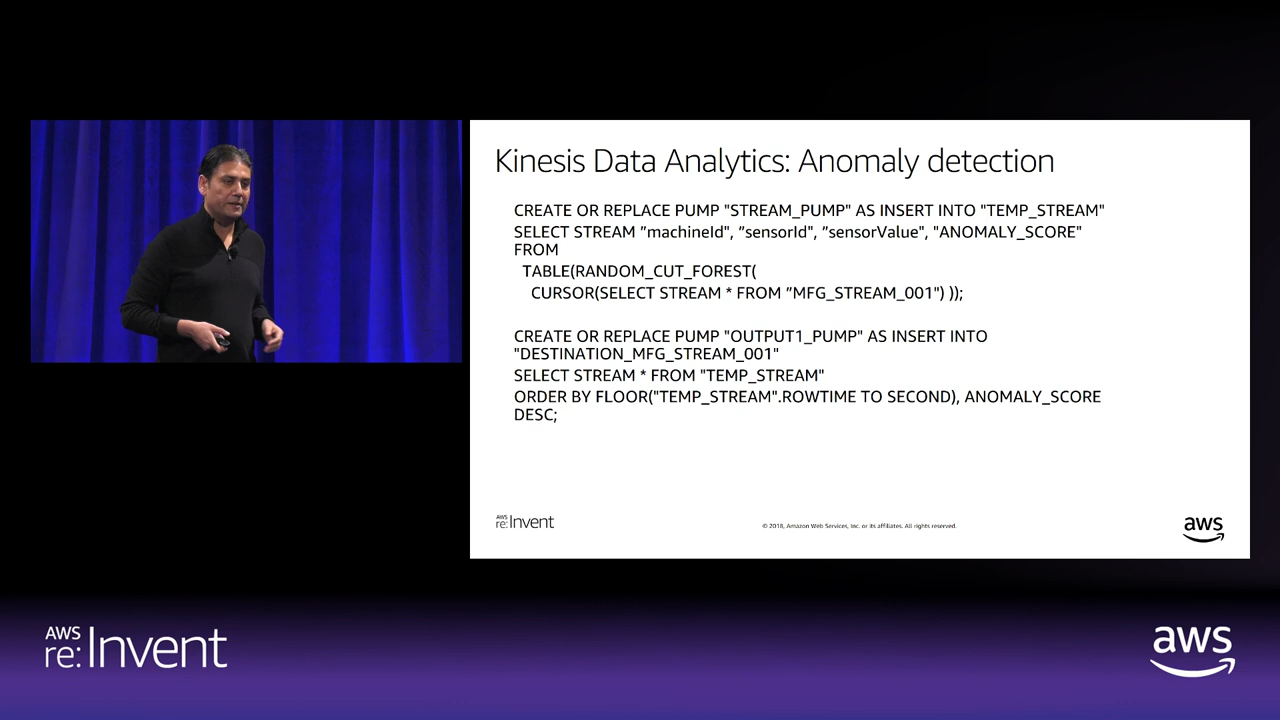 Kinesis Data Analytics: Anomaly detection
CREATE OR REPLACE PUMP "STREAM_PUMP" AS INSERT INTO "TEMP_STREAM"
SELECT STREAM ”machineId", ”sensorId", ”sensorValue", "ANOMALY_SCORE"
FROM
TABLE(RANDOM_CUT_FOREST(
CURSOR(SELECT STREAM * FROM ”MFG_STREAM_001") ));
CREATE OR REPLACE PUMP "OUTPUT1_PUMP" AS INSERT INTO
"DESTINATION_MFG_STREAM_001"
SELECT STREAM * FROM "TEMP_STREAM"
ORDER BY FLOOR("TEMP_STREAM".ROWTIME TO SECOND), ANOMALY_SCORE
DESC;
AWS
re:Invent
© 2018, Amazon Web Services, Inc. or its affiliates. All rights reserved.
aws
AWS
re:Invent
aws